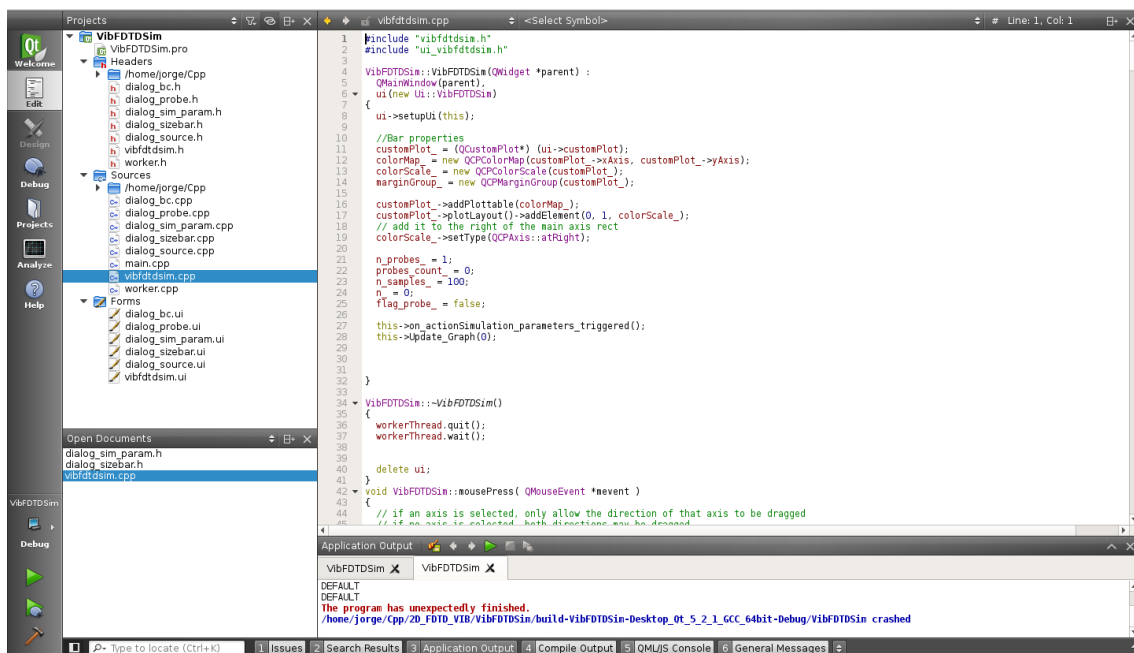 Projects
vibfdtdsim.cpp
<Select Symbol>
# Line: 1, Col: 1
Qt
Welcome
Edit
Design
Debug
Projects
Analyze
Help
VibFDTDSim
VibFDTDSim.pro
Headers
/home/jorge/Cpp
dialog_bc.h
dialog_probe.h
dialog_sim_param.h
dialog_sizebar.h
dialog_source.h
vibfdtdsim.h
worker.h
Sources
/home/jorge/Cpp
dialog_bc.cpp
dialog_probe.cpp
dialog_sim_param.cpp
dialog_sizebar.cpp
dialog_source.cpp
main.cpp
vibfdtdsim.cpp
worker.cpp
Forms
dialog_bc.ui
dialog_probe.ui
dialog_sim_param.ui
dialog_sizebar.ui
dialog_source.ui
vibfdtdsim.ui
Open Documents
dialog_sim_param.h
dialog_sizebar.h
vibfdtdsim.cpp
VibFDTDSim
Debug
1 #include "vibfdtdsim.h"
2 #include "ui_vibfdtdsim.h"
3
4 VibFDTDSim::VibFDTDSim(QWidget *parent) :
5 QMainWindow(parent),
6 ui(new Ui::VibFDTDSim)
7 {
8 ui->setupUi(this);
9
10 //Bar properties
11 customPlot_ = (QCustomPlot*) (ui->customPlot);
12 colorMap_ = new QCPColorMap(customPlot_->xAxis, customPlot_->yAxis);
13 colorScale_ = new QCPColorScale(customPlot_);
14 marginGroup_ = new QCPMarginGroup(customPlot_);
15
16 customPlot_->addPlottable(colorMap_);
17 customPlot_->plotLayout()->addElement(0, 1, colorScale_);
18 // add it to the right of the main axis rect
19 colorScale_->setType(QCPAxis::atRight);
20
21 n_probes_ = 1;
22 probes_count_ = 0;
23 n_samples_ = 100;
24 n_ = 0;
25 flag_probe_ = false;
26
27 this->on_actionSimulation_parameters_triggered();
28 this->Update_Graph(0);
29
30
31
32 }
33
34 VibFDTDSim::~VibFDTDSim()
35 {
36 workerThread.quit();
37 workerThread.wait();
38
39
40 delete ui;
41 }
42 void VibFDTDSim::mousePress( QMouseEvent *mevent )
43 {
44 // if an axis is selected, only allow the direction of that axis to be dragged
45 // if no axis is selected, both directions may be dragged
Application Output
VibFDTDSim
VibFDTDSim
DEFAULT
DEFAULT
The program has unexpectedly finished.
/home/jorge/Cpp/2D_FDTD_VIB/VibFDTDSim/build-VibFDTDSim-Desktop_Qt_5_2_1_GCC_64bit-Debug/VibFDTDSim crashed
Type to locate (Ctrl+K)
1 Issues
2 Search Results
3 Application Output
4 Compile Output
5 QML/JS Console
6 General Messages